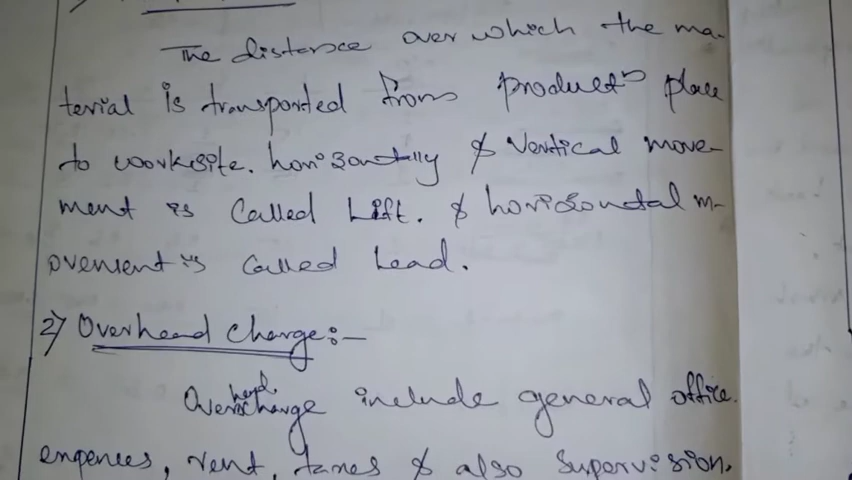 The distance over which the ma-
terial is transported from product^n place
to worksite. horizontally & vertical move-
ment is called Lift. & horizontal m-
ovement is called Lead.
2) Overhead charge:-
Overhead charge include general office.
expences, rent, taxes & also supervision.